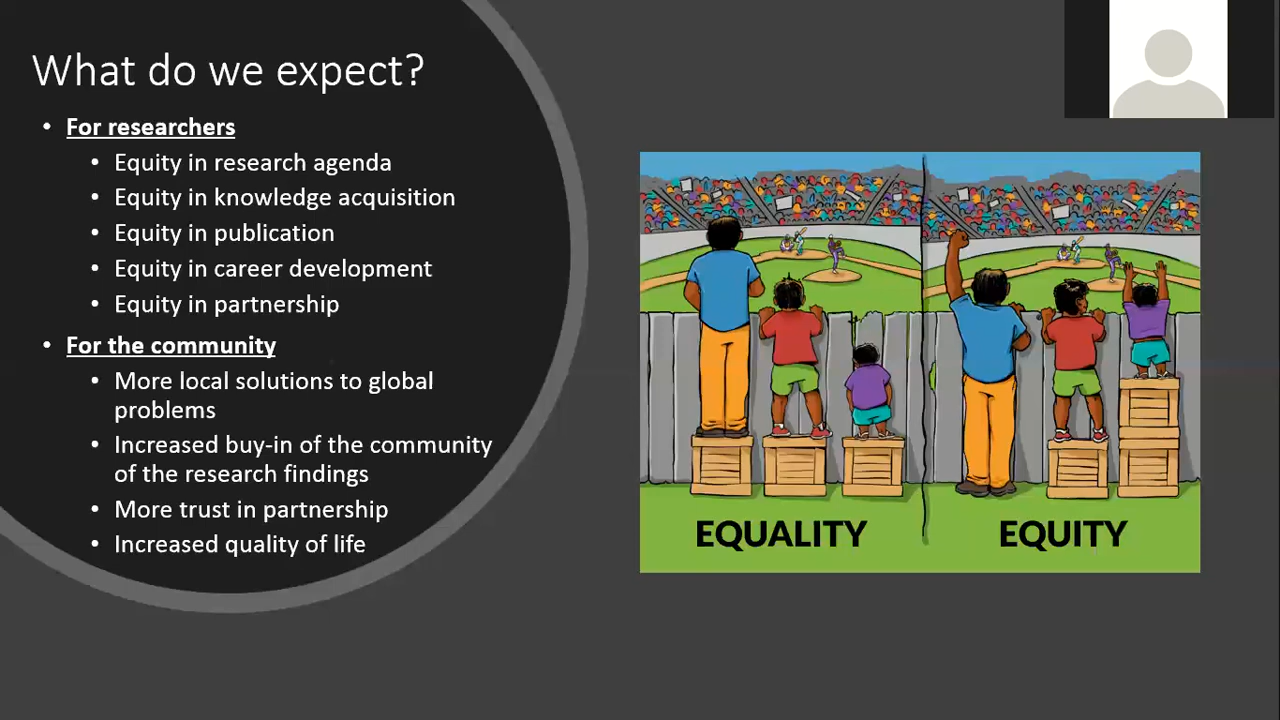 What do we expect?
• For researchers
• Equity in research agenda
• Equity in knowledge acquisition
• Equity in publication
• Equity in career development
• Equity in partnership
• For the community
• More local solutions to global
problems
• Increased buy-in of the community
of the research findings
• More trust in partnership
• Increased quality of life
EQUALITY
EQUITY